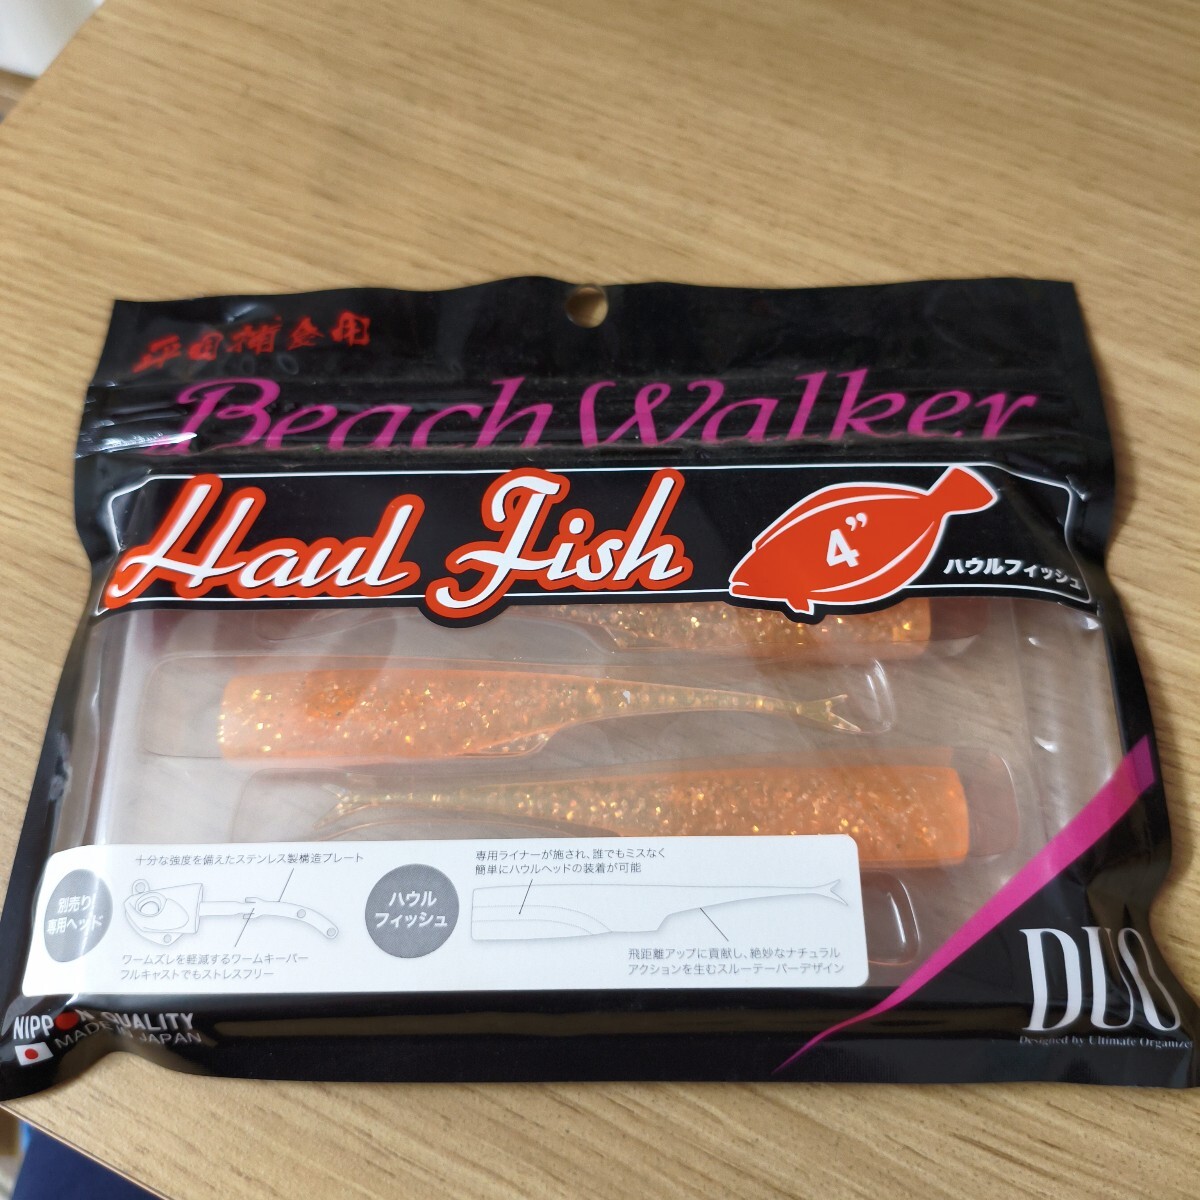 平目捕食用
Beach Walker
Haul Fish
4”
ハウルフィッシュ
十分な強度を備えたステンレス製構造プレート
別売り!
専用ヘッド
ワームズレを軽減するワームキーパー
フルキャストでもストレスフリー
ハウル
フィッシュ
専用ライナーが施され、誰でもミスなく
簡単にハウルヘッドの装着が可能
飛距離アップに貢献し、絶妙なナチュラル
アクションを生むスルーテーパーデザイン
NIPPON QUALITY
MADE IN JAPAN
DUO
Designed by Ultimate Organizer